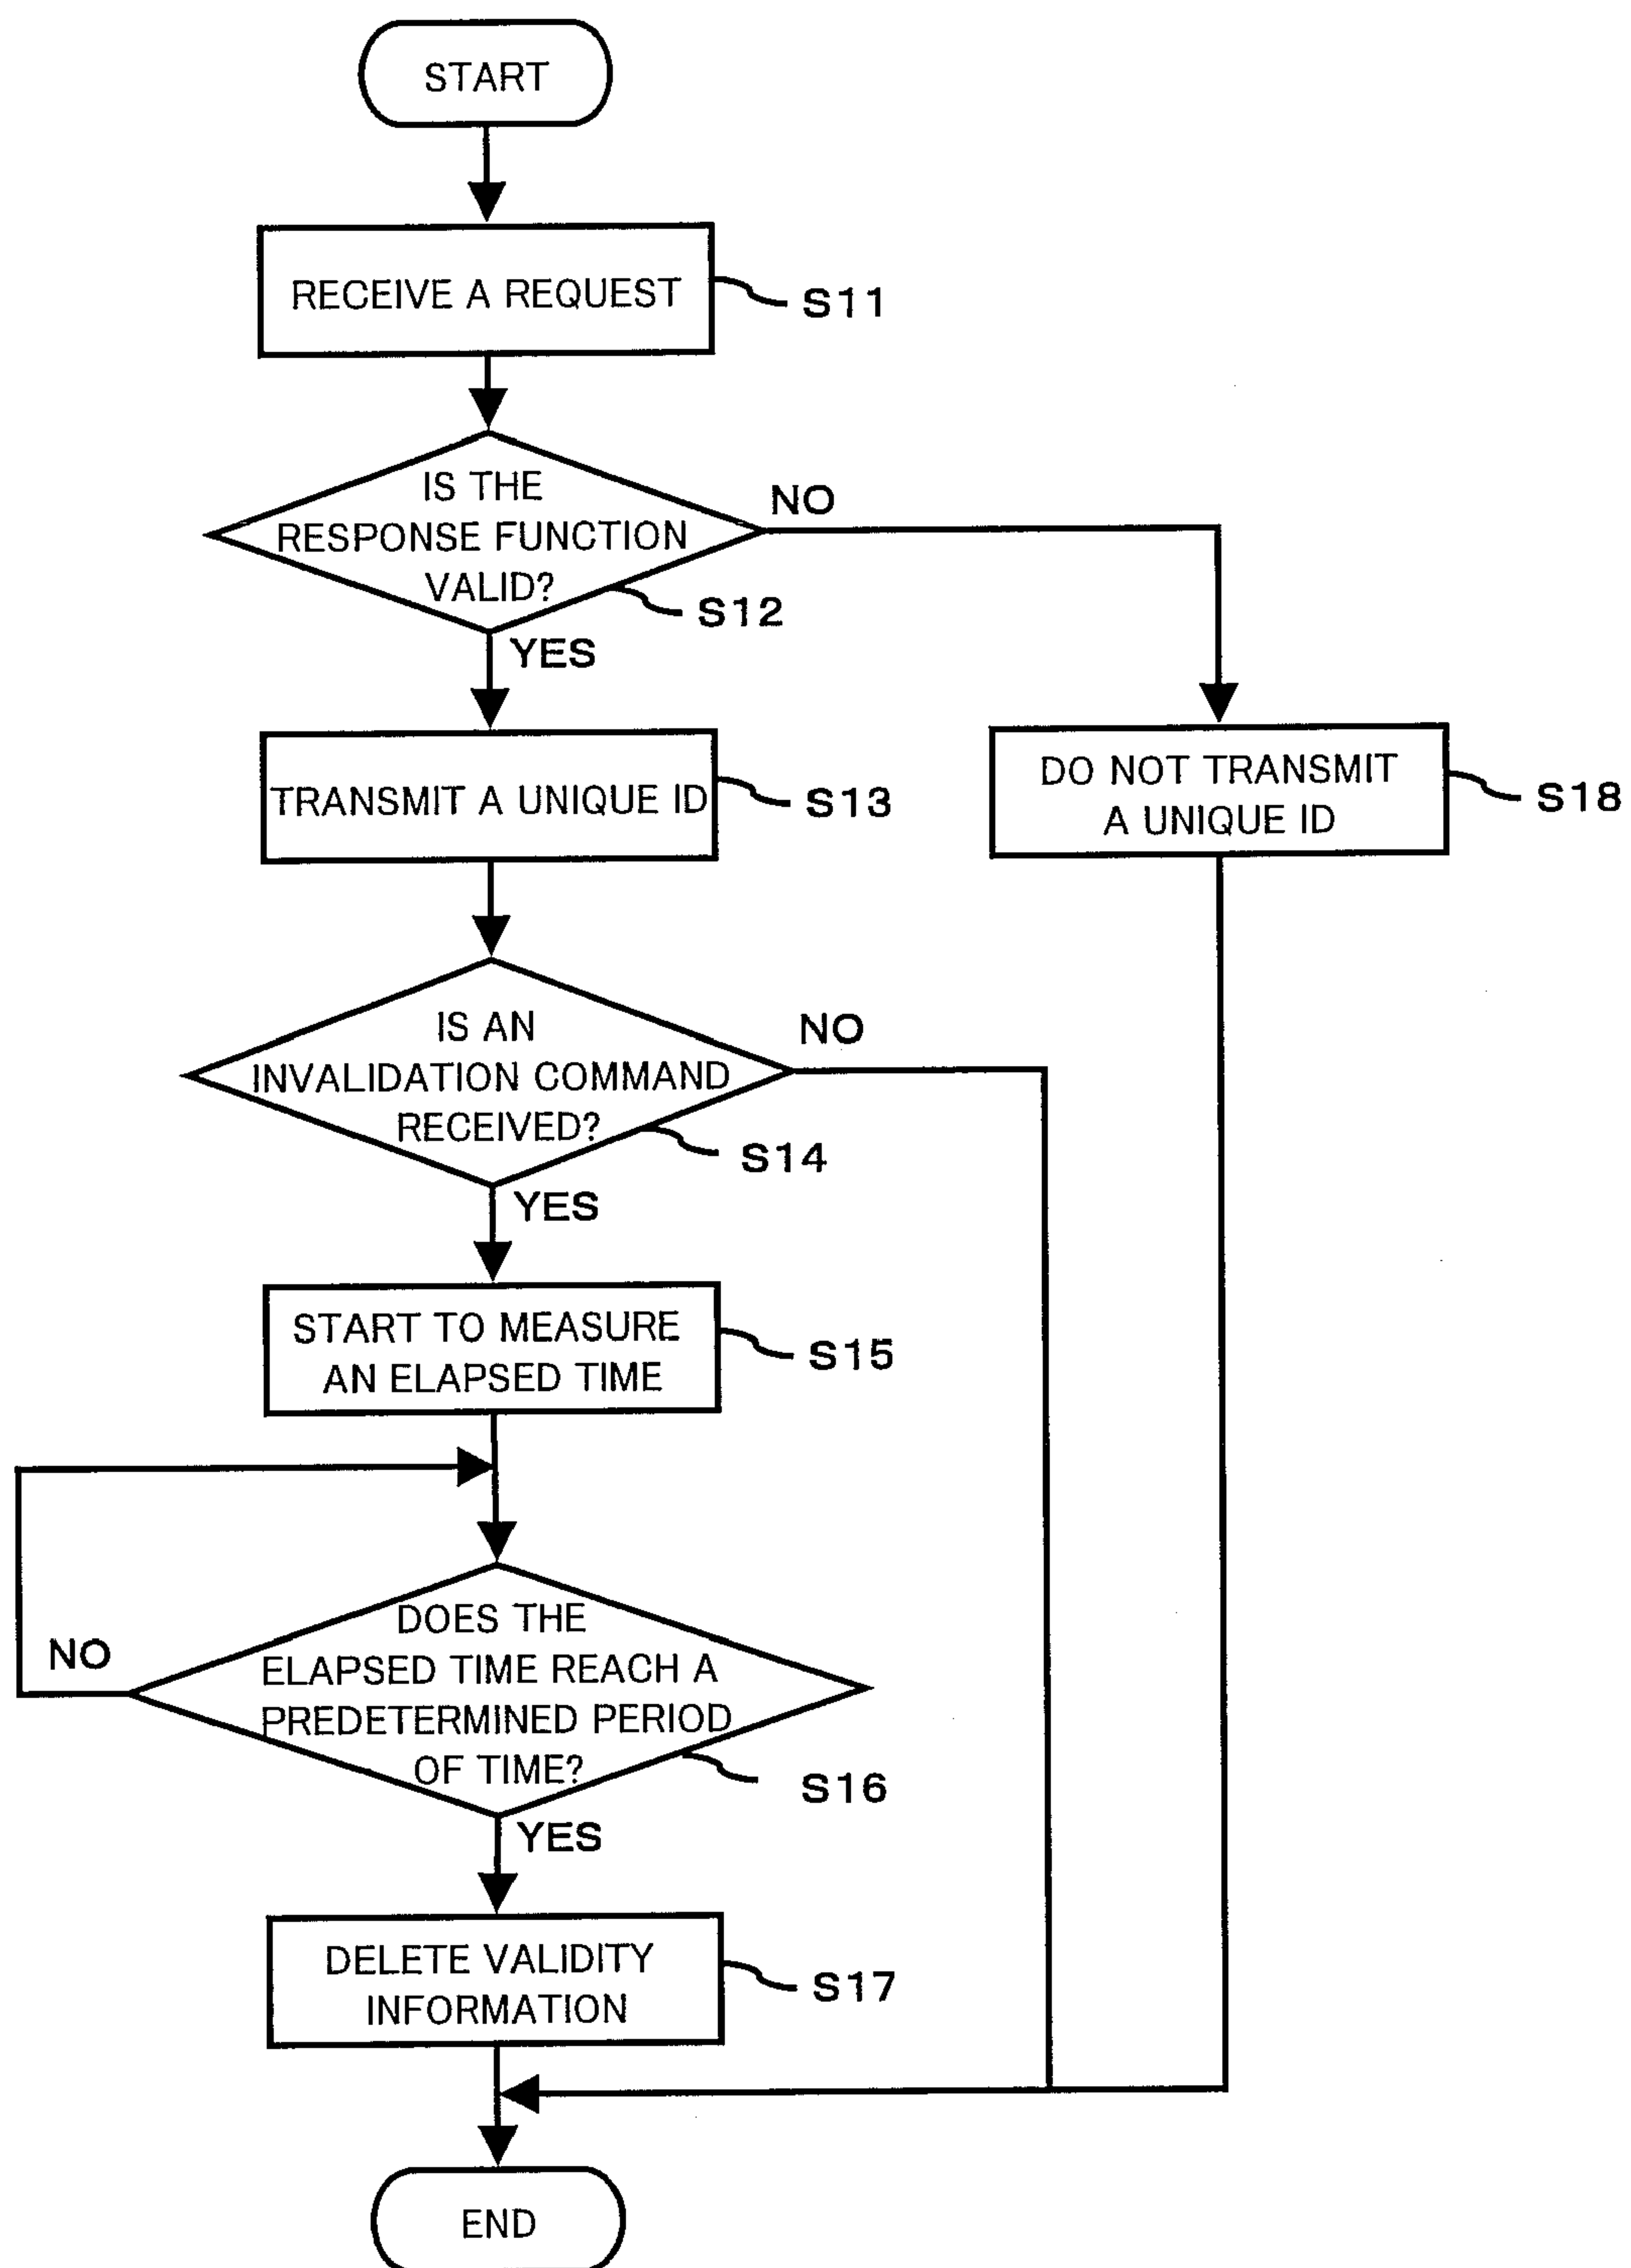 START
RECEIVE A REQUEST
S11
IS THE
RESPONSE FUNCTION
VALID?
NO
S12
YES
TRANSMIT A UNIQUE ID
S13
DO NOT TRANSMIT
A UNIQUE ID
S18
IS AN
INVALIDATION COMMAND
RECEIVED?
NO
S14
YES
START TO MEASURE
AN ELAPSED TIME
S15
DOES THE
ELAPSED TIME REACH A
PREDETERMINED PERIOD
OF TIME?
NO
S16
YES
DELETE VALIDITY
INFORMATION
S17
END